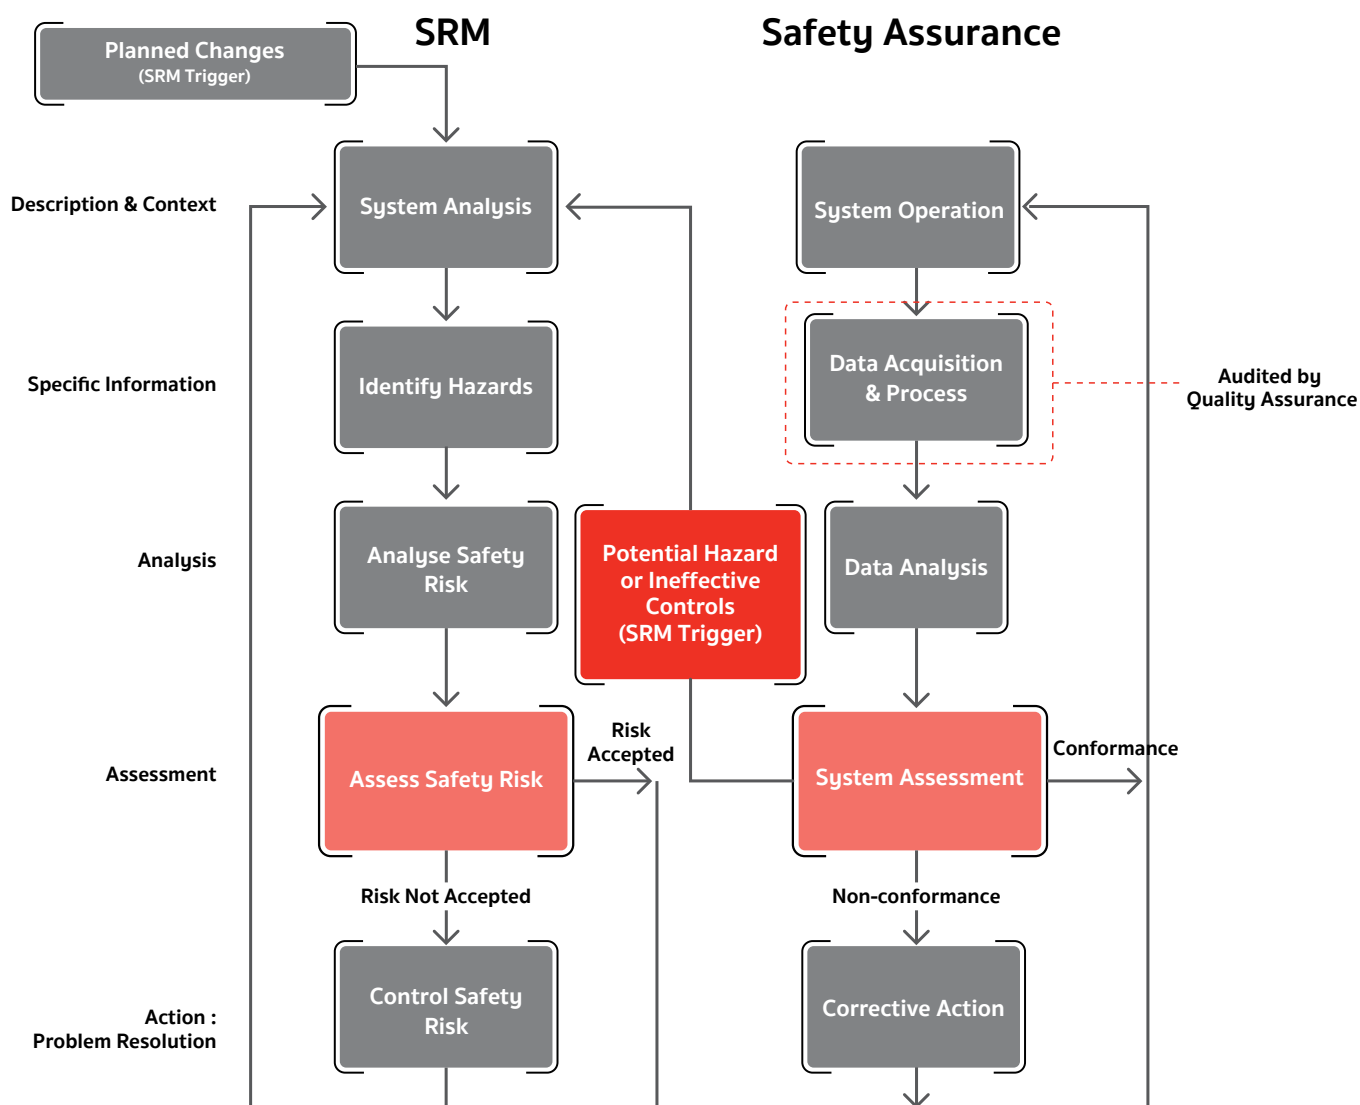 SRM
Safety Assurance
Planned Changes
(SRM Trigger)
Description & Context
System Analysis
System Operation
Specific Information
Identify Hazards
Data Acquisition
& Process
Audited by
Quality Assurance
Analysis
Analyse Safety
Risk
Potential Hazard
or Ineffective
Controls
(SRM Trigger)
Data Analysis
Assessment
Assess Safety Risk
Risk
Accepted
System Assessment
Conformance
Risk Not Accepted
Non-conformance
Action :
Problem Resolution
Control Safety
Risk
Corrective Action